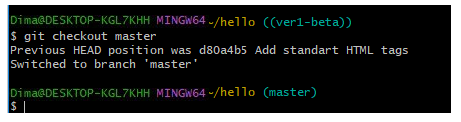 Dima@DESKTOP-KGL7KHH MINGW64 ~/hello ((ver1-beta))
$ git checkout master
Previous HEAD position was d80a4b5 Add standart HTML tags
Switched to branch 'master'
Dima@DESKTOP-KGL7KHH MINGW64 ~/hello (master)
$